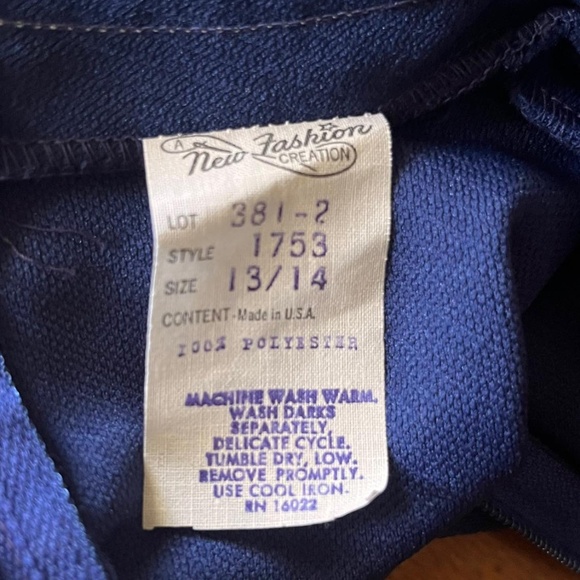 A New Fashion
CREATION
LOT 381-2
STYLE 1753
SIZE 13/14
CONTENT-Made in U.S.A.
100% POLYESTER
MACHINE WASH WARM.
WASH DARKS
SEPARATELY.
DELICATE CYCLE.
TUMBLE DRY, LOW.
REMOVE PROMPTLY.
USE COOL IRON.
RN 16022